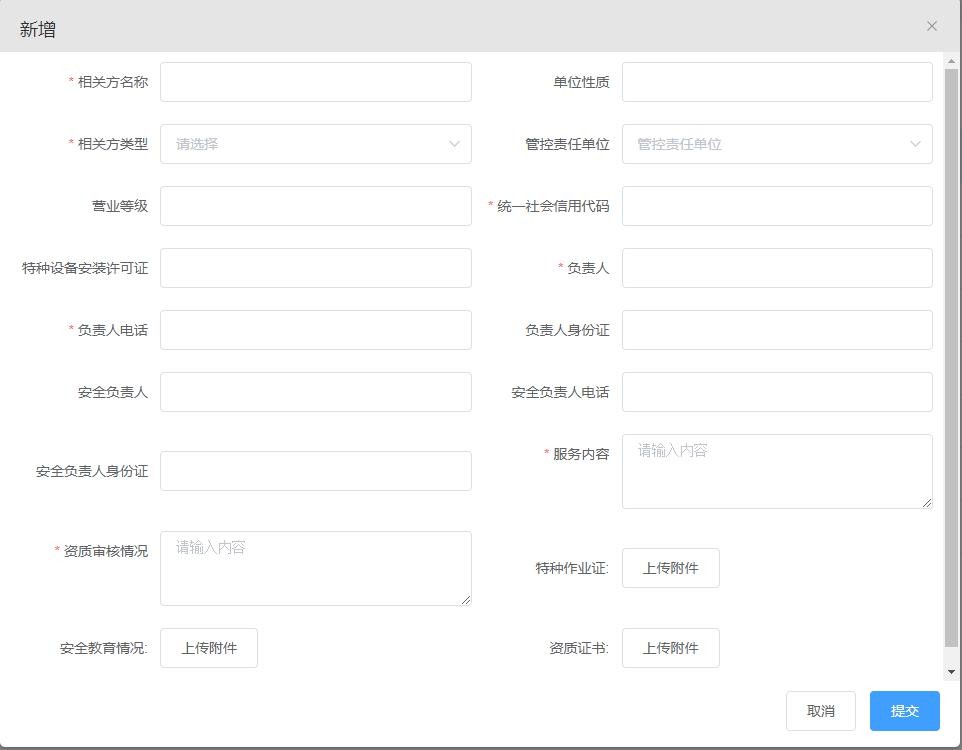 新增
* 相关方名称
单位性质
* 相关方类型 请选择
管控责任单位 管控责任单位
营业等级
* 统一社会信用代码
特种设备安装许可证
* 负责人
* 负责人电话
负责人身份证
安全负责人
安全负责人电话
安全负责人身份证
* 服务内容 请输入内容
* 资质审核情况 请输入内容
特种作业证: 上传附件
安全教育情况: 上传附件
资质证书: 上传附件
取消 提交